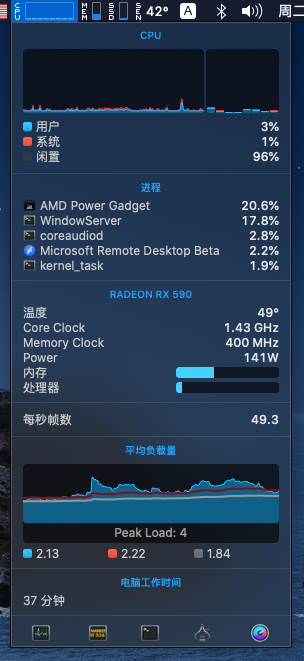 CPU MEM SSD SEN 42° A 周二
CPU
用户 3%
系统 1%
闲置 96%
进程
AMD Power Gadget 20.6%
WindowServer 17.8%
coreaudiod 2.8%
Microsoft Remote Desktop Beta 2.2%
kernel_task 1.9%
RADEON RX 590
温度 49°
Core Clock 1.43 GHz
Memory Clock 400 MHz
Power 141W
内存
处理器
每秒帧数 49.3
平均负载量
Peak Load: 4
2.13 2.22 1.84
电脑工作时间
37 分钟